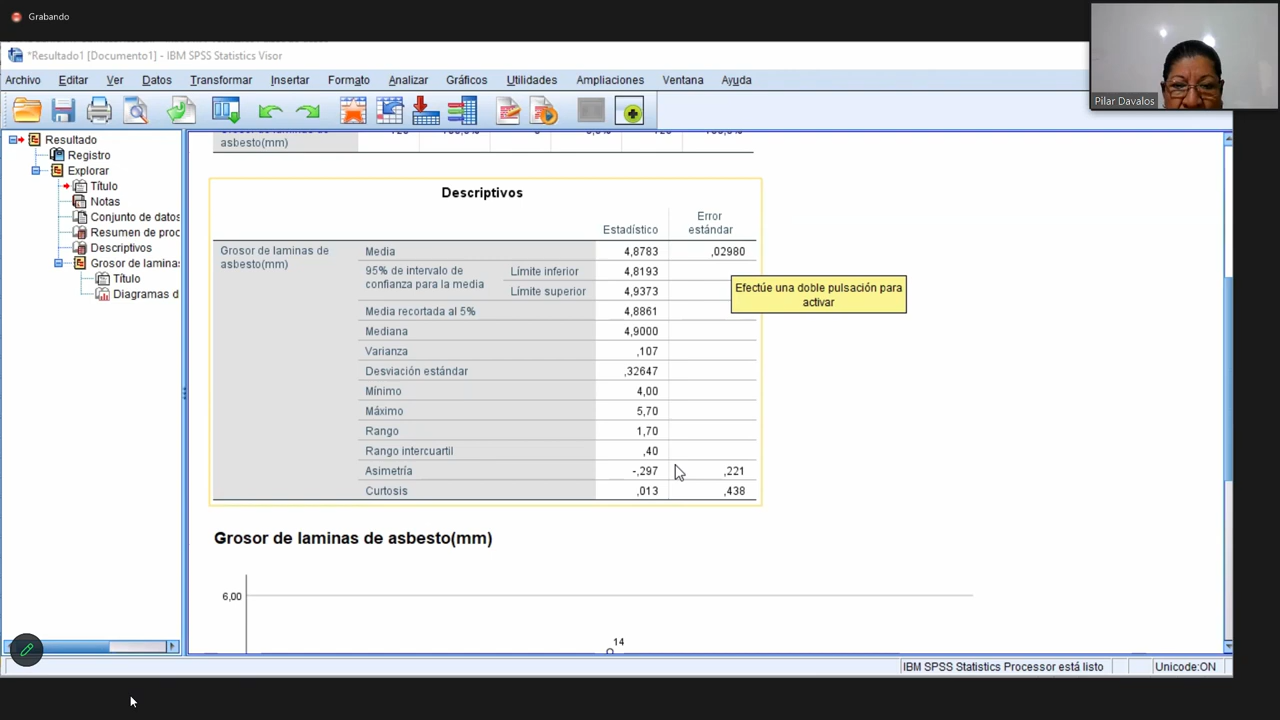 Grabando
*Resultado1 [Documento1] - IBM SPSS Statistics Visor
Archivo Editar Ver Datos Transformar Insertar Formato Analizar Gráficos Utilidades Ampliaciones Ventana Ayuda
Pilar Davalos
Resultado
Registro
Explorar
Título
Notas
Conjunto de datos
Resumen de proc
Descriptivos
Grosor de lamina
Título
Diagramas d
asbesto(mm)
Descriptivos
Estadístico Error estándar
Grosor de laminas de asbesto(mm)
Media 4,8783 ,02980
95% de intervalo de confianza para la media Límite inferior 4,8193
Límite superior 4,9373
Media recortada al 5% 4,8861
Mediana 4,9000
Varianza ,107
Desviación estándar ,32647
Mínimo 4,00
Máximo 5,70
Rango 1,70
Rango intercuartil ,40
Asimetría -,297 ,221
Curtosis ,013 ,438
Efectúe una doble pulsación para
activar
Grosor de laminas de asbesto(mm)
6,00
14
IBM SPSS Statistics Processor está listo Unicode:ON